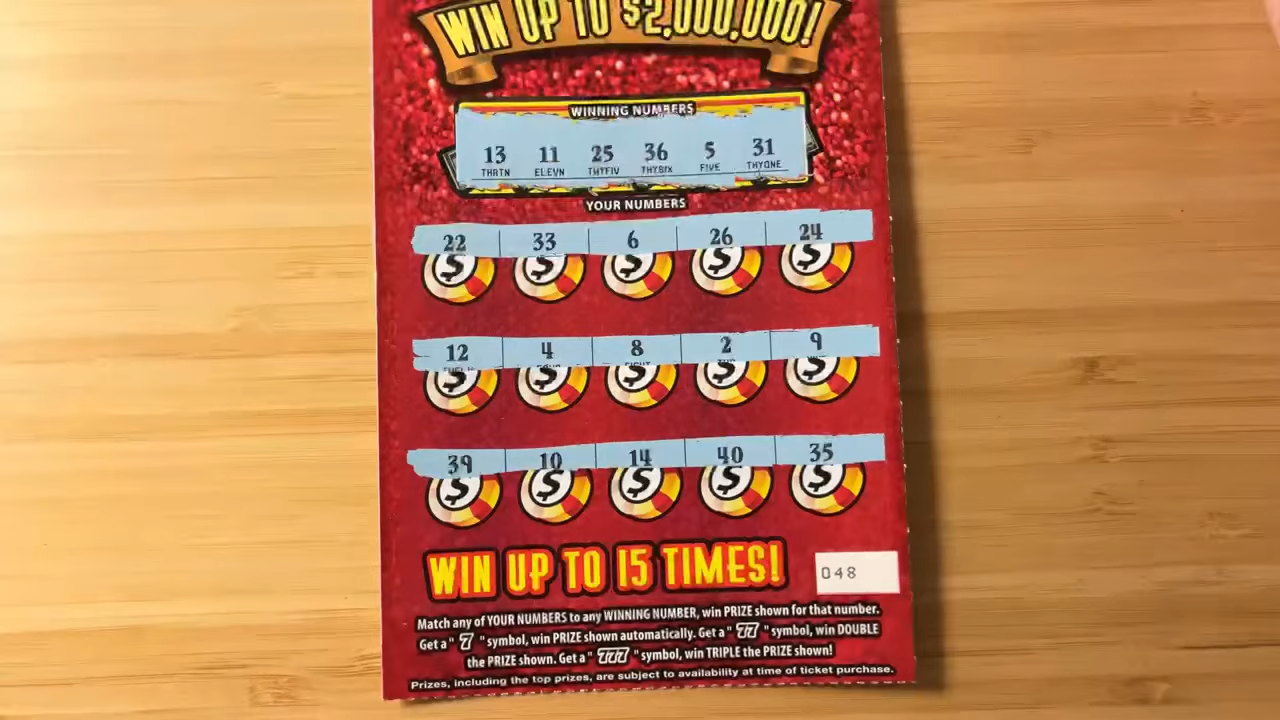 WIN UP TO $2,000,000!
WINNING NUMBERS
13 11 25 36 5 31
THRTN ELEVN THYFIV THYSIX FIVE THYONE
YOUR NUMBERS
22 33 6 26 24
$ $ $ $ $
12 4 8 2 9
$ $ $ $ $
39 10 14 40 35
$ $ $ $ $
WIN UP TO 15 TIMES!
048
Match any of YOUR NUMBERS to any WINNING NUMBER, win PRIZE shown for that number.
Get a "7" symbol, win PRIZE shown automatically. Get a "77" symbol, win DOUBLE
the PRIZE shown. Get a "777" symbol, win TRIPLE the PRIZE shown!
Prizes, including the top prizes, are subject to availability at time of ticket purchase.